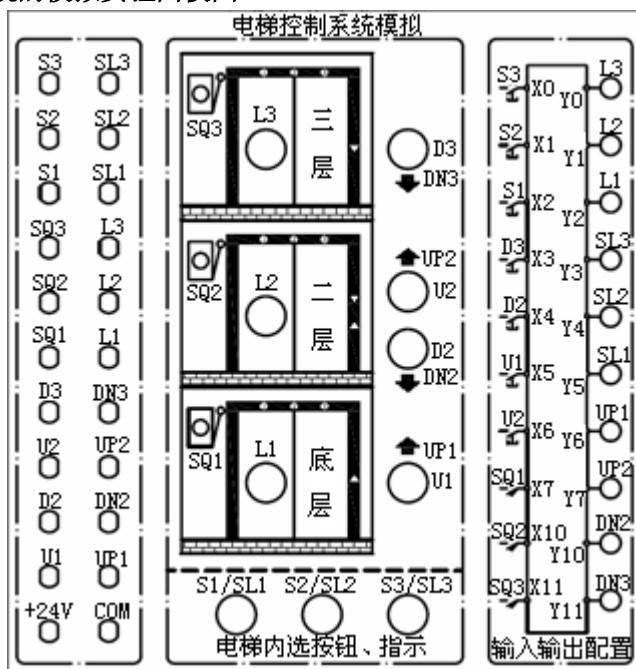 电梯控制系统模拟
S3 SL3
S2 SL2
S1 SL1
SQ3 L3
SQ2 L2
SQ1 L1
D3 DN3
U2 UP2
D2 DN2
U1 UP1
+24V COM
SQ3
L3
三
层
D3
DN3
SQ2
L2
二
层
UP2
U2
D2
DN2
SQ1
L1
底
层
UP1
U1
S1/SL1 S2/SL2 S3/SL3
电梯内选按钮、指示
S3 X0 Y0 L3
S2 X1 Y1 L2
S1 X2 Y2 L1
D3 X3 Y3 SL3
D2 X4 Y4 SL2
U1 X5 Y5 SL1
U2 X6 Y6 UP1
SQ1 X7 Y7 UP2
SQ2 X10 Y10 DN2
SQ3 X11 Y11 DN3
输入输出配置